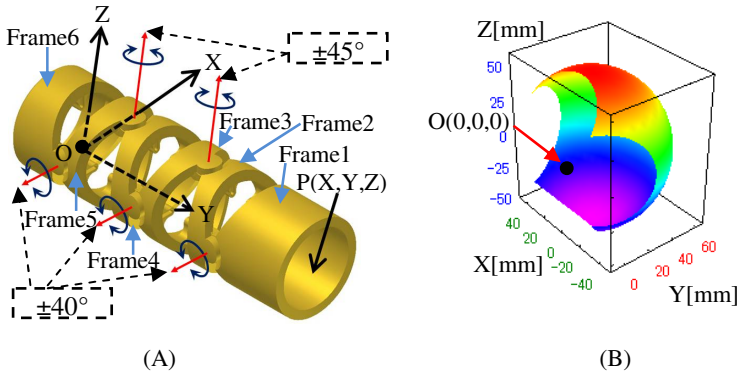 Z
Frame6
X
±45°
Frame3
Frame2
Frame1
O
P(X,Y,Z)
Y
Frame5
Frame4
±40°
(A)
Z[mm]
50
25
O(0,0,0)
0
-25
-50
40
20
0
-20
-40
X[mm]
0
20
40
60
Y[mm]
(B)